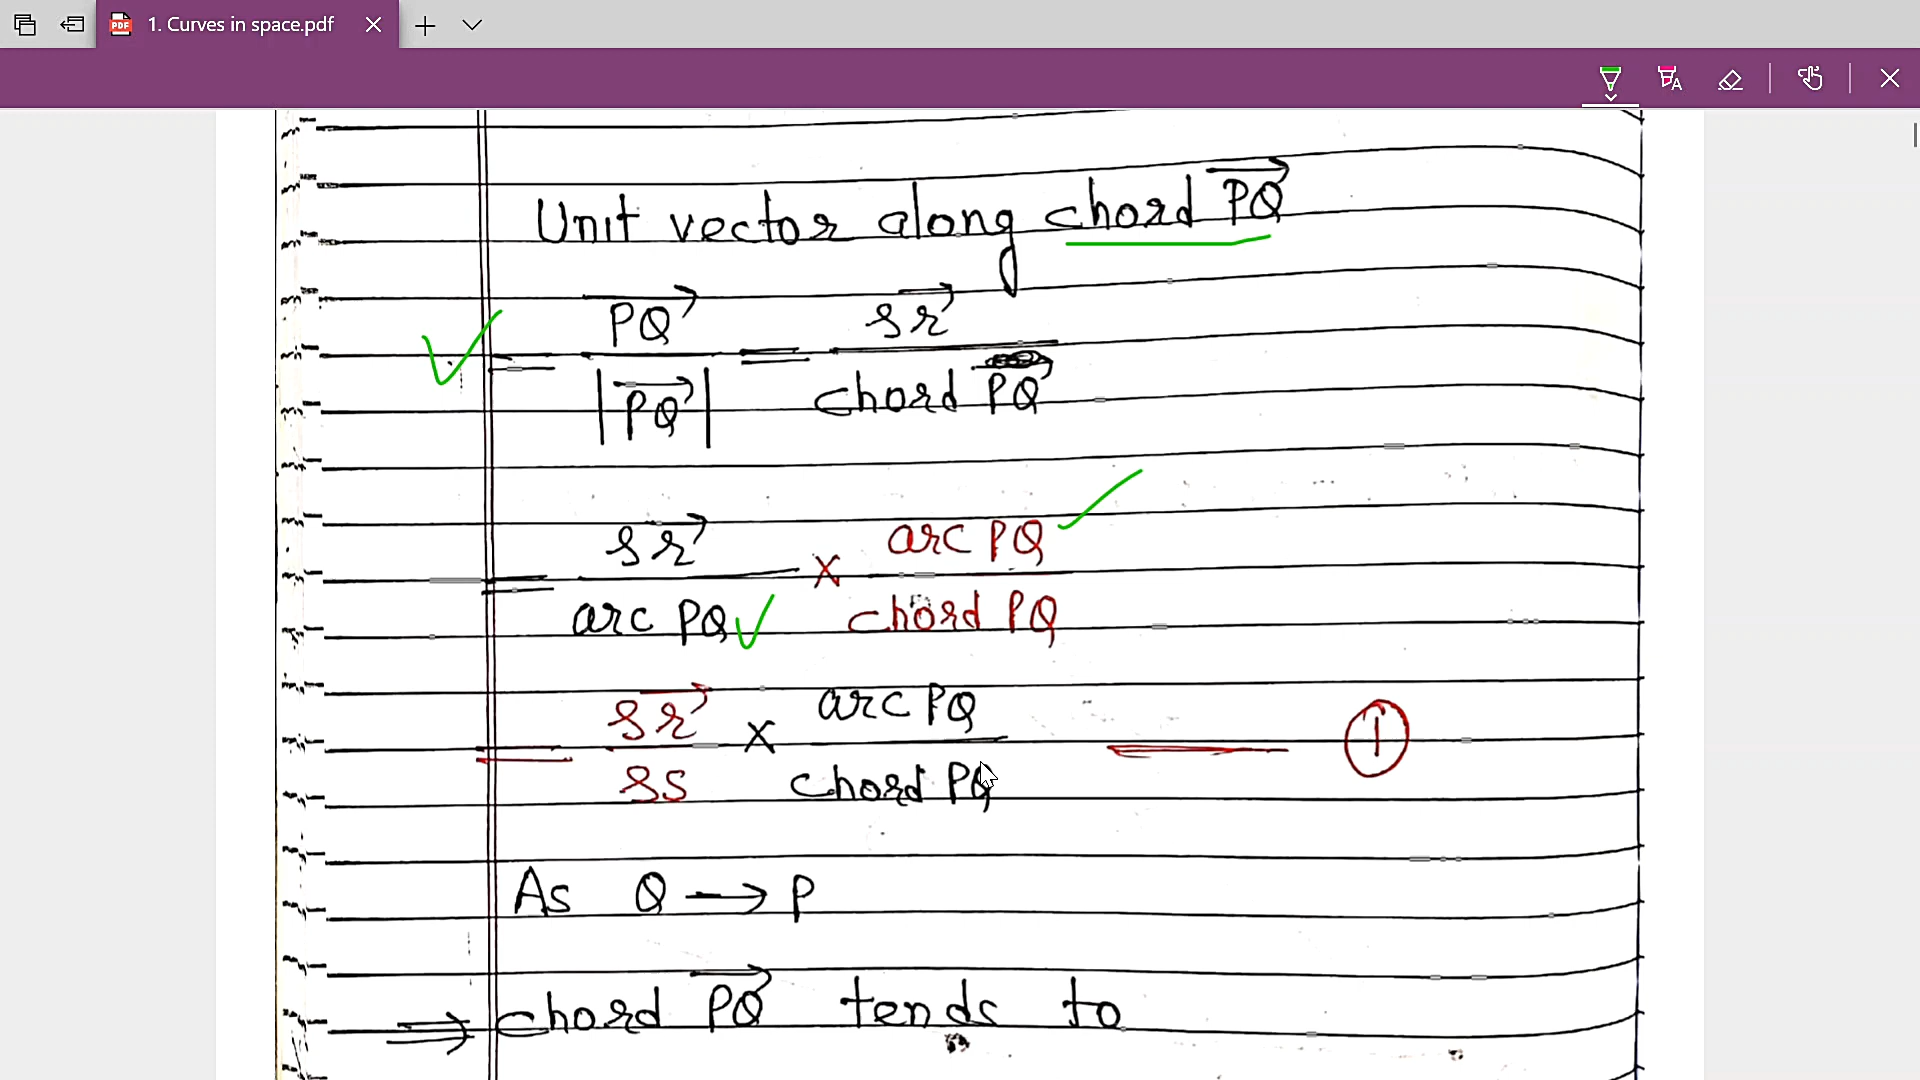 1. Curves in space.pdf
Unit vector along chord PQ→
= PQ→ / |PQ→| = δr→ / chord PQ→
= δr→ / arc PQ × arc PQ / chord PQ
= δr→ / δs × arc PQ / chord PQ — ①
As Q → P
⇒ chord PQ→ tends to